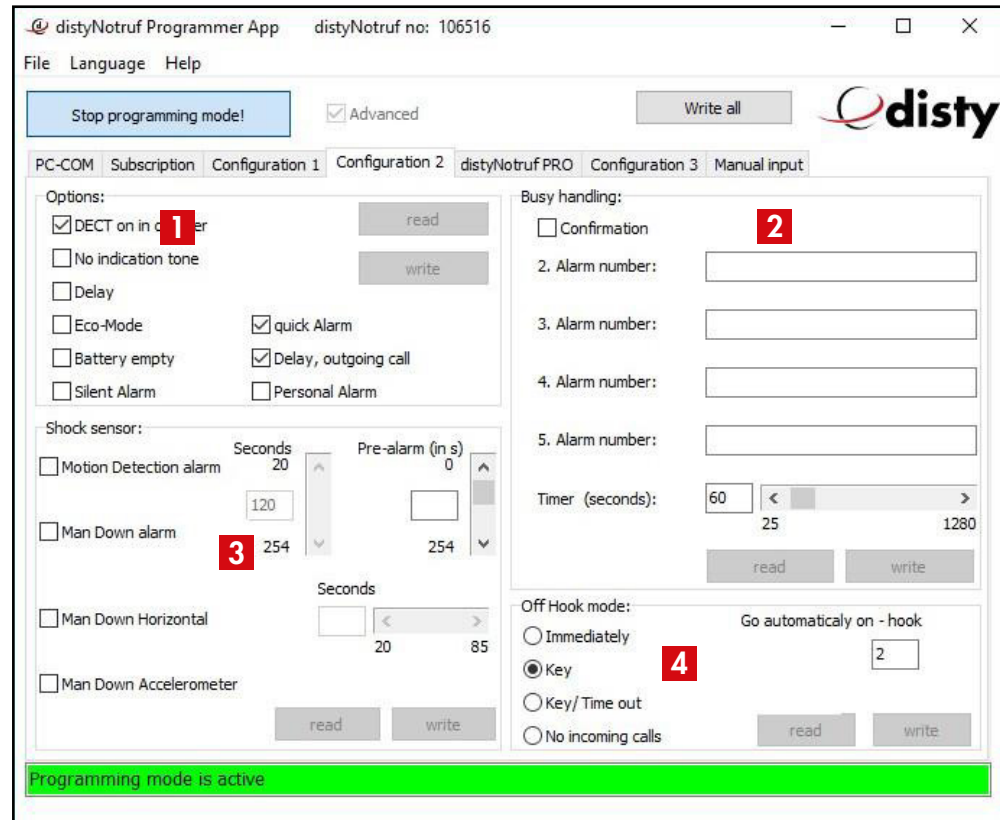 distyNotruf Programmer App distyNotruf no: 106516
File Language Help
Stop programming mode!
Advanced
Write all
disty
PC-COM Subscription Configuration 1 Configuration 2 distyNotruf PRO Configuration 3 Manual input
Options:
DECT on in
1
read
No indication tone
write
Delay
Eco-Mode quick Alarm
Battery empty Delay, outgoing call
Silent Alarm Personal Alarm
Shock sensor:
Seconds Pre-alarm (in s)
20 0
Motion Detection alarm
120
Man Down alarm
3
254 254
Seconds
Man Down Horizontal
20 85
Man Down Accelerometer
read write
Busy handling:
Confirmation
2
2. Alarm number:
3. Alarm number:
4. Alarm number:
5. Alarm number:
Timer (seconds): 60
25 1280
read write
Off Hook mode:
Go automaticaly on - hook
Immediately
2
Key
4
Key/ Time out
No incoming calls
read write
Programming mode is active